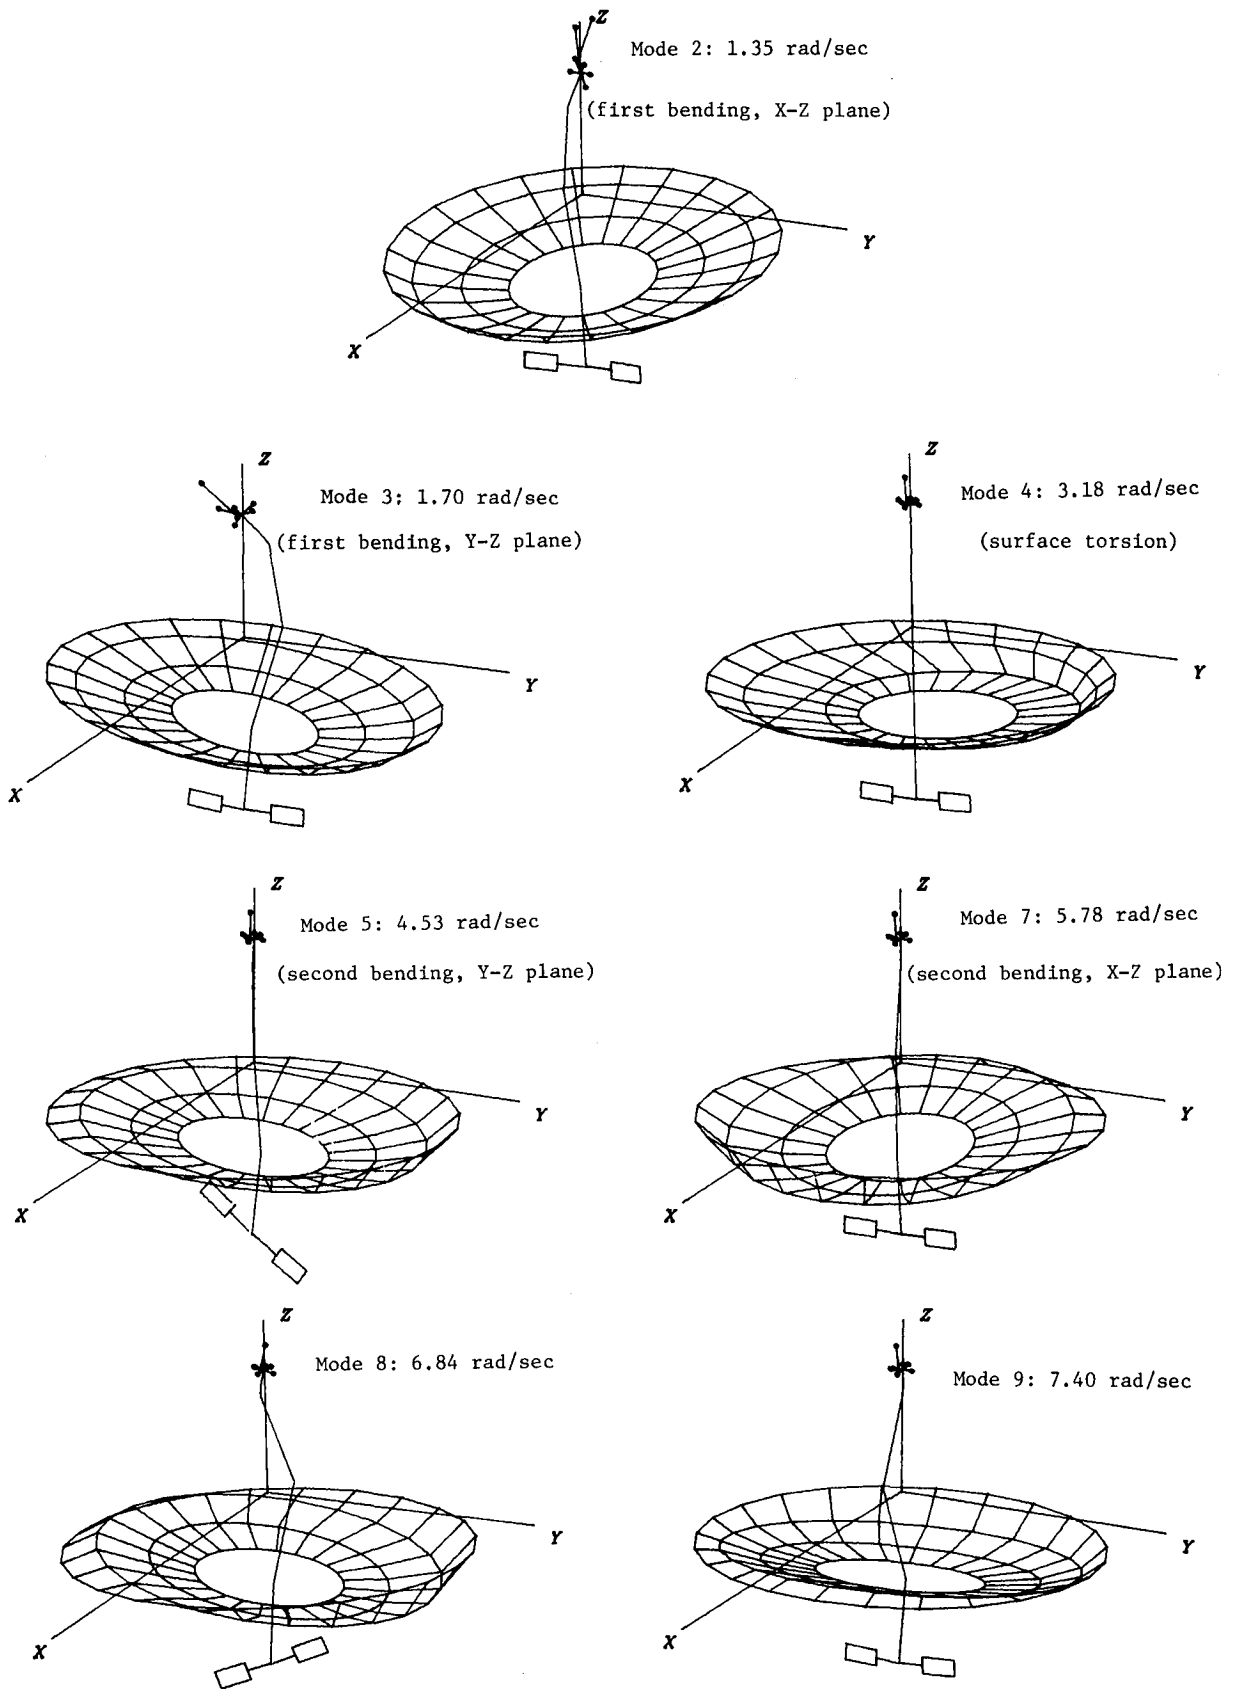 Z
Mode 2: 1.35 rad/sec
(first bending, X-Z plane)
Y
X
Z
Mode 3: 1.70 rad/sec
(first bending, Y-Z plane)
Y
X
Z
Mode 4: 3.18 rad/sec
(surface torsion)
Y
X
Z
Mode 5: 4.53 rad/sec
(second bending, Y-Z plane)
Y
X
Z
Mode 7: 5.78 rad/sec
(second bending, X-Z plane)
Y
X
Z
Mode 8: 6.84 rad/sec
Y
X
Z
Mode 9: 7.40 rad/sec
Y
X